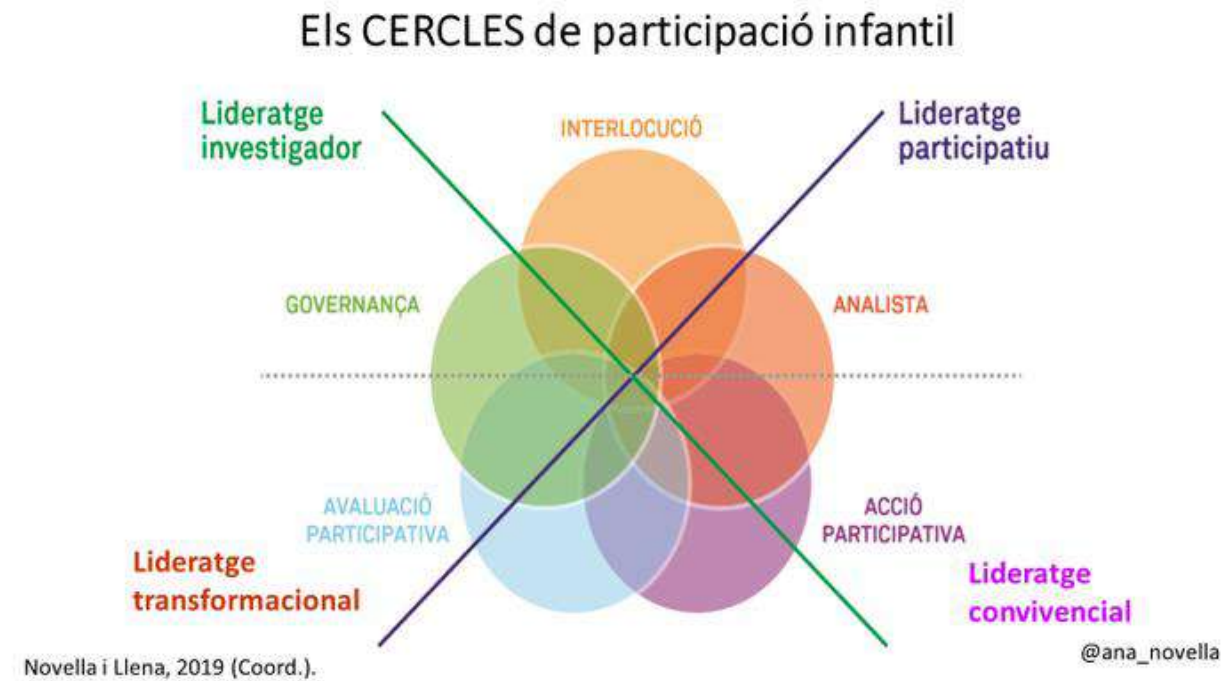 Els CERCLES de participació infantil
Lideratge
investigador
INTERLOCUCIÓ
Lideratge
participatiu
GOVERNANÇA
ANALISTA
AVALUACIÓ
PARTICIPATIVA
ACCIÓ
PARTICIPATIVA
Lideratge
transformacional
Lideratge
convivencial
Novella i Llena, 2019 (Coord.).
@ana_novella